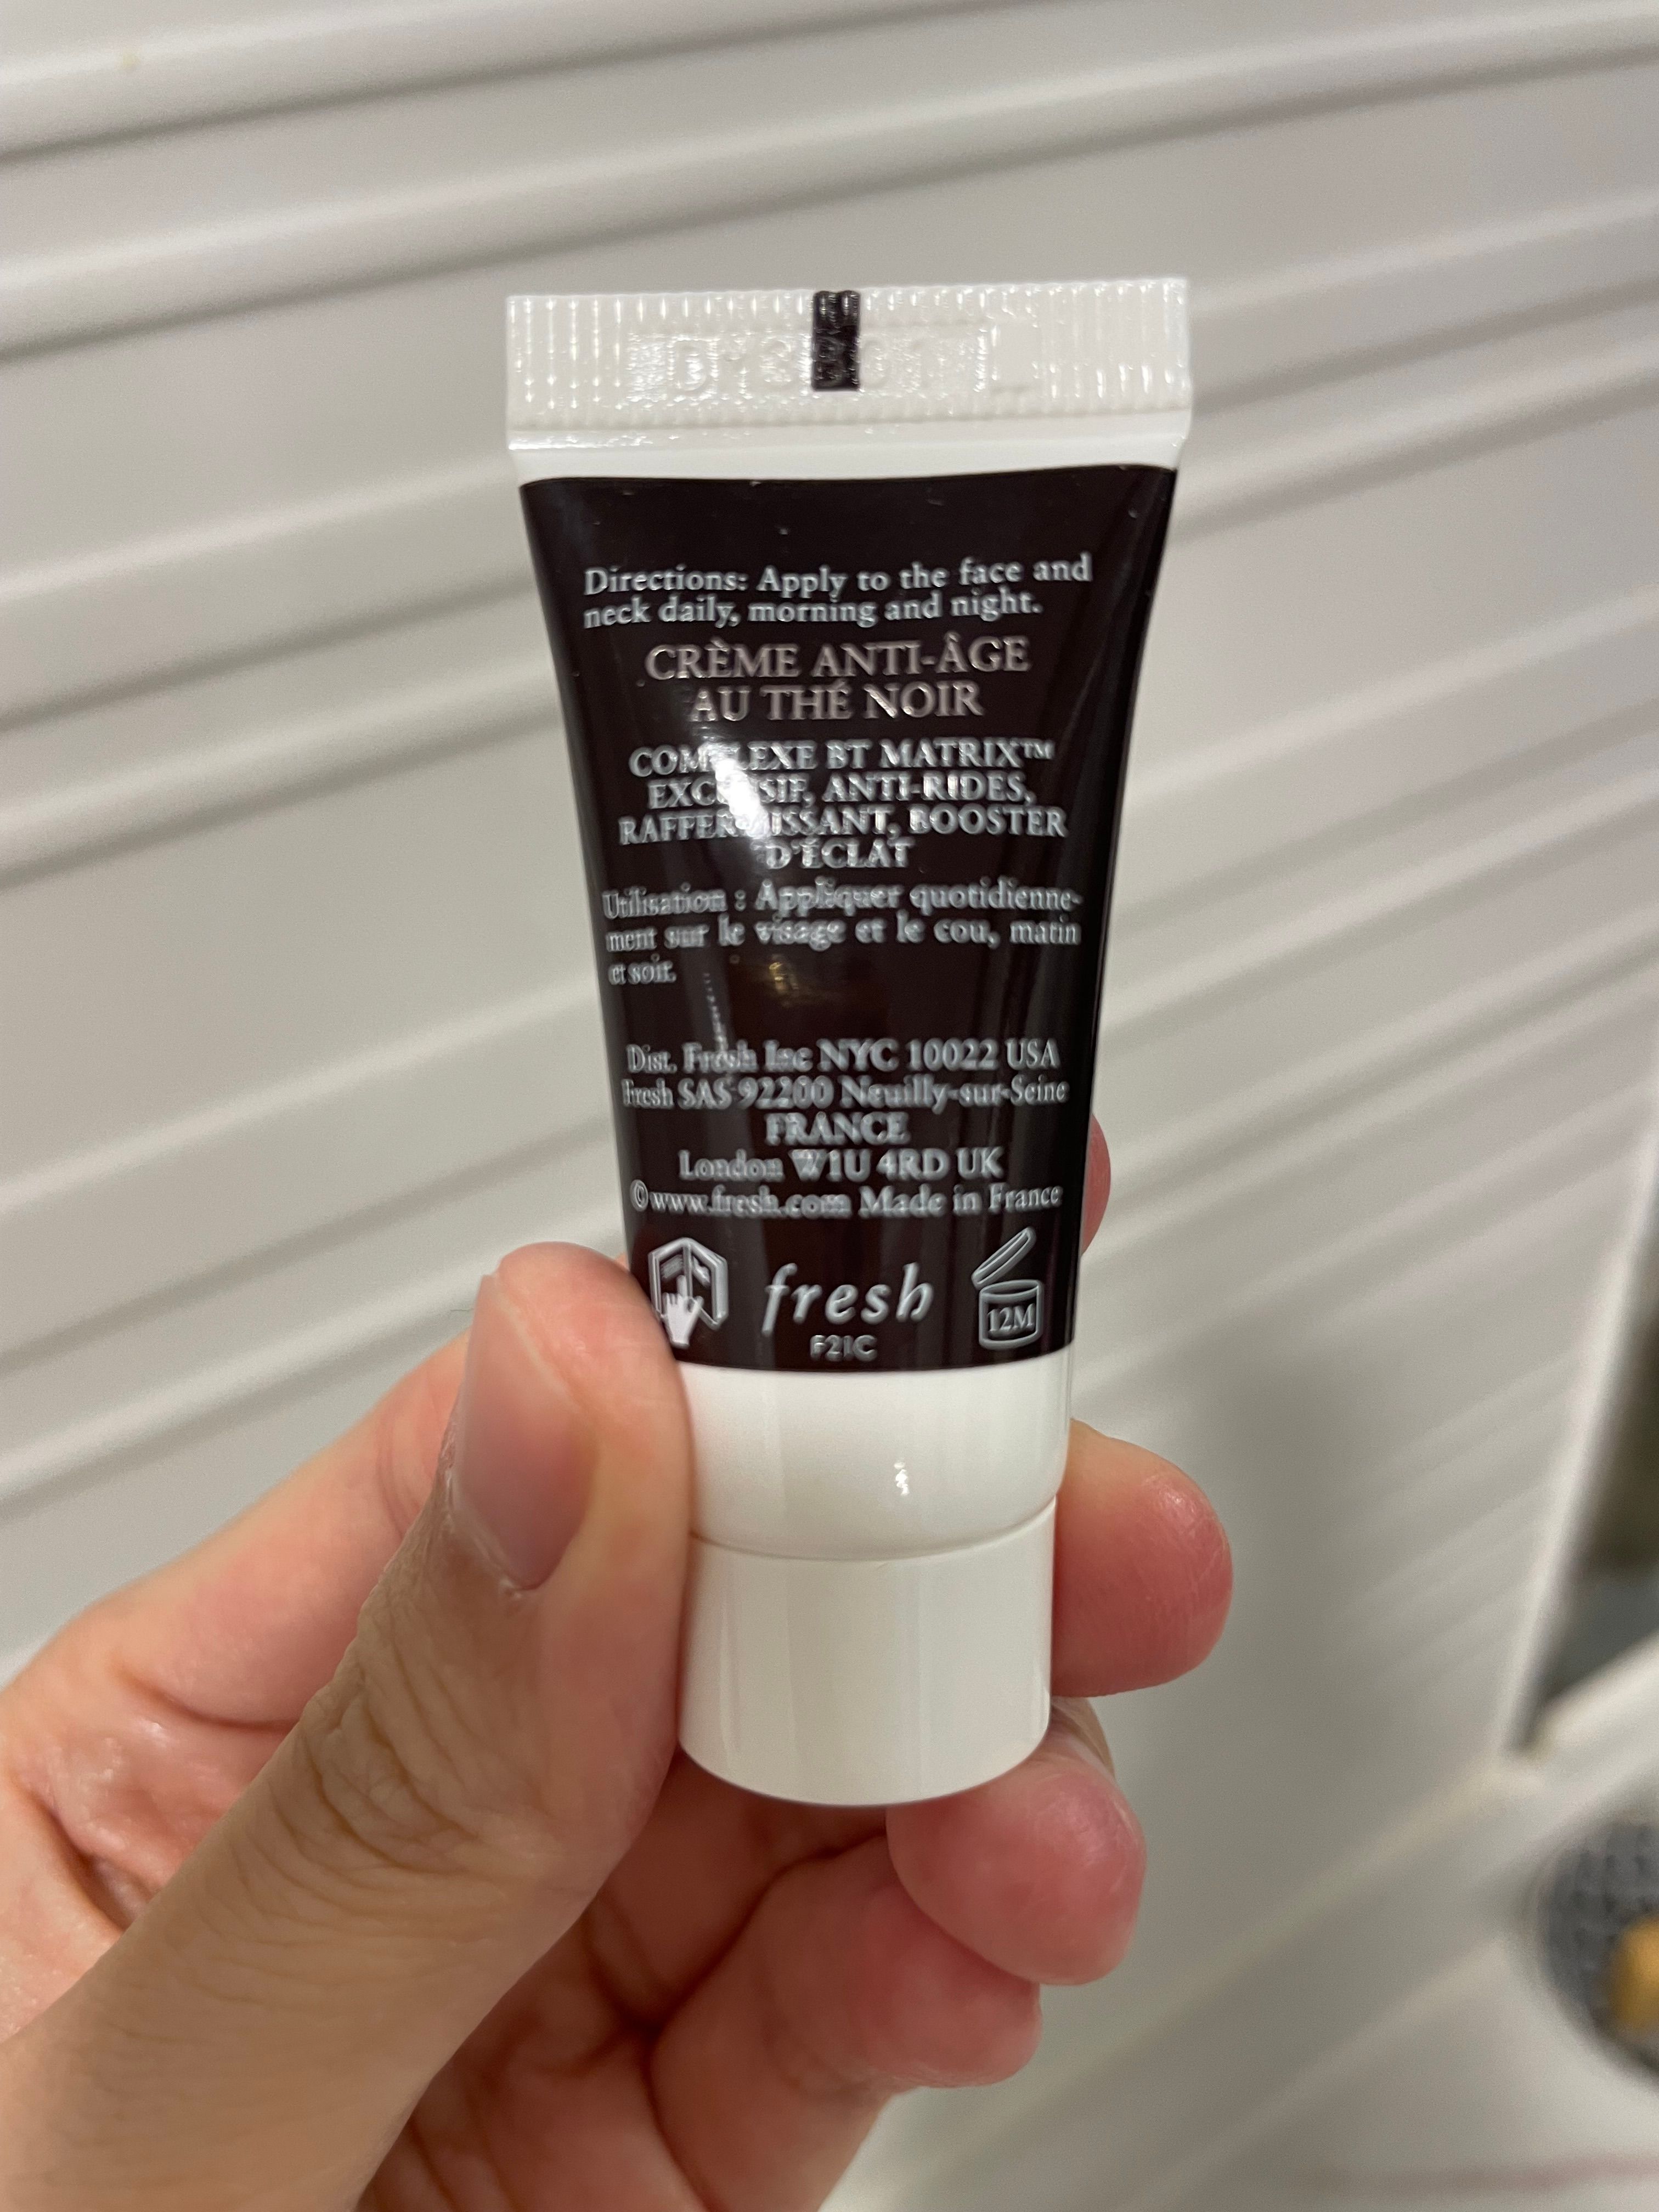 Directions: Apply to the face and
neck daily, morning and night.
CRÈME ANTI-ÂGE
AU THÉ NOIR
COMPLEXE BT MATRIX™
EXCLUSIF, ANTI-RIDES,
RAFFERMISSANT, BOOSTER
D'ÉCLAT
Utilisation : Appliquer quotidienne-
ment sur le visage et le cou, matin
et soir.
Dist. Fresh Inc NYC 10022 USA
Fresh SAS 92200 Neuilly-sur-Seine
FRANCE
London W1U 4RD UK
©www.fresh.com Made in France
fresh
12M
F21C